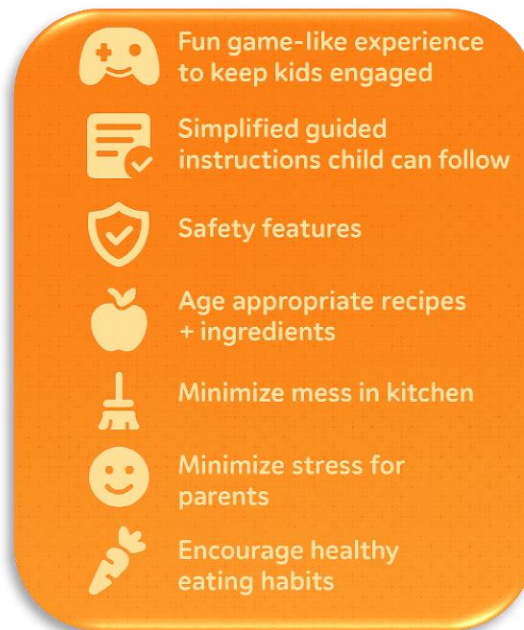 Fun game-like experience
to keep kids engaged
Simplified guided
instructions child can follow
Safety features
Age appropriate recipes
+ ingredients
Minimize mess in kitchen
Minimize stress for
parents
Encourage healthy
eating habits